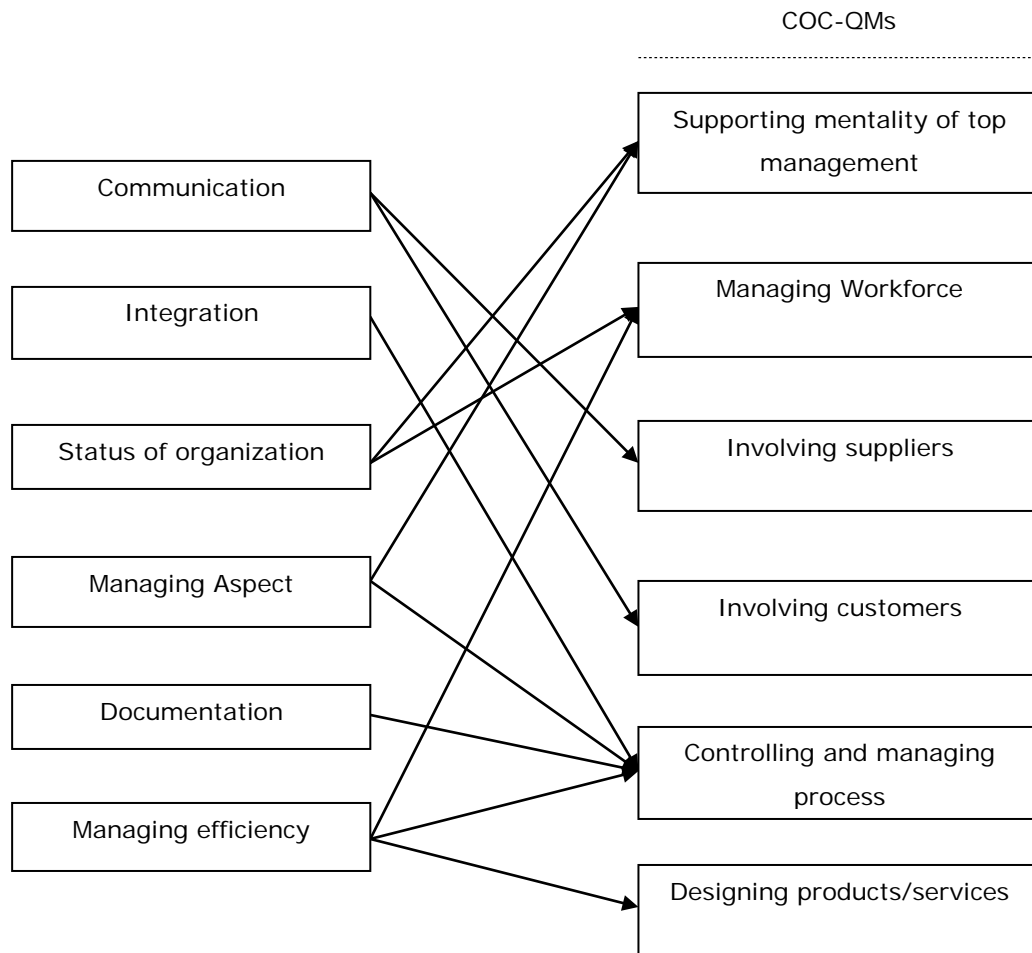 COC-QMs
Supporting mentality of top
management
Communication
Managing Workforce
Integration
Status of organization
Involving suppliers
Managing Aspect
Involving customers
Documentation
Controlling and managing
process
Managing efficiency
Designing products/services